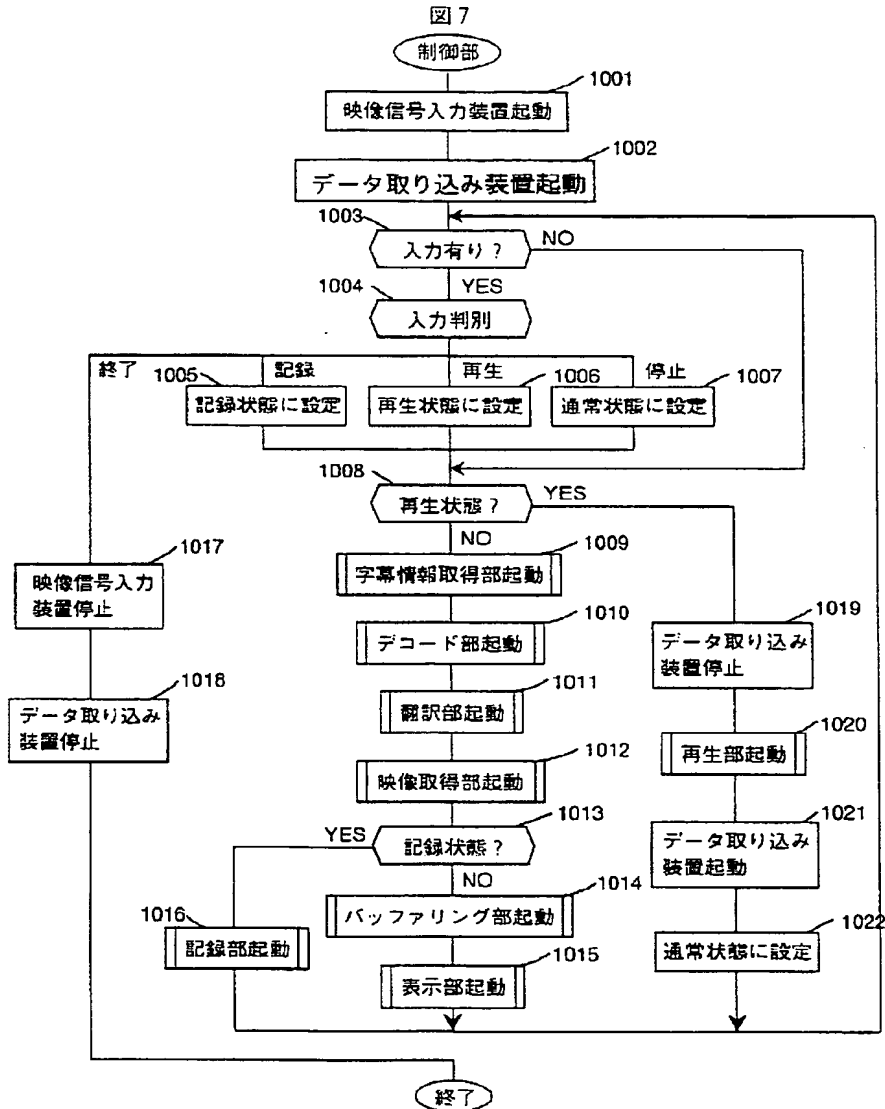 図7
制御部
1001
映像信号入力装置起動
1002
データ取り込み装置起動
1003
入力有り?
NO
YES
1004
入力判別
終了
記録
再生
停止
1005
記録状態に設定
1006
再生状態に設定
1007
通常状態に設定
1008
再生状態?
YES
NO
1009
字幕情報取得部起動
1010
デコード部起動
1011
翻訳部起動
1012
映像取得部起動
1013
記録状態?
YES
NO
1014
バッファリング部起動
1015
表示部起動
1016
記録部起動
1017
映像信号入力
装置停止
1018
データ取り込み
装置停止
1019
データ取り込み
装置停止
1020
再生部起動
1021
データ取り込み
装置起動
1022
通常状態に設定
終了